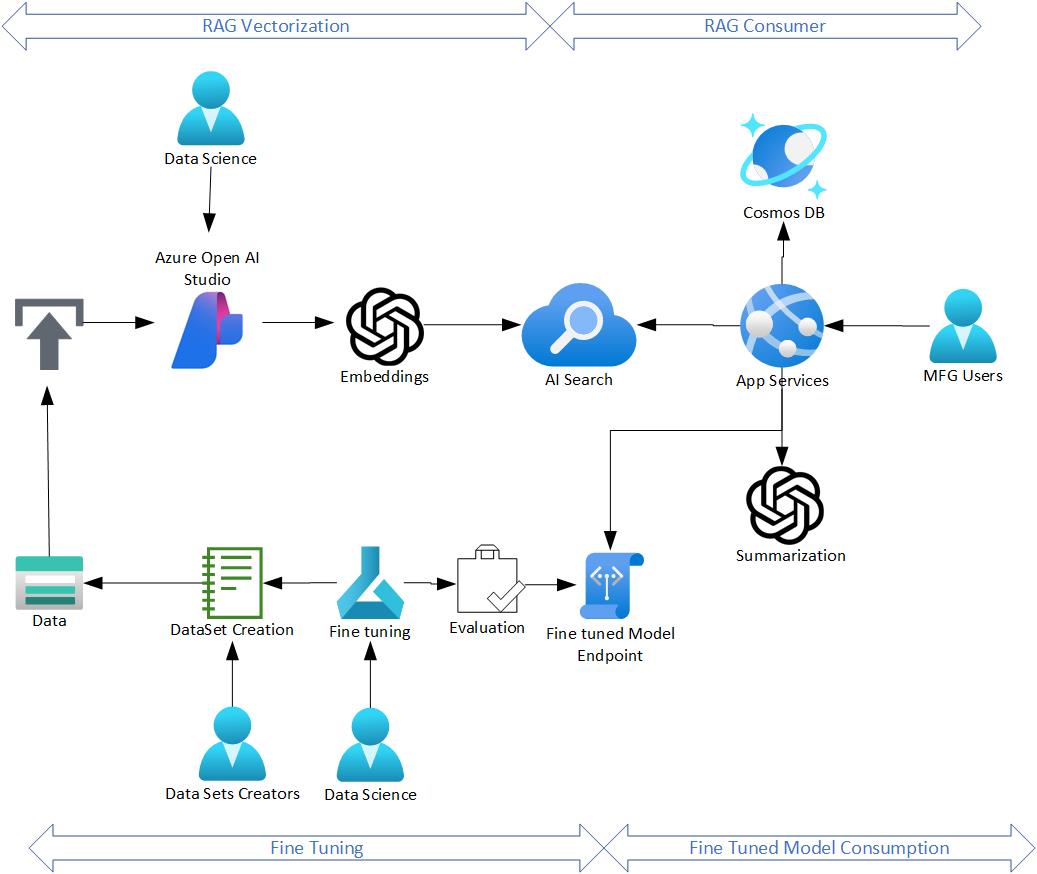 RAG Vectorization
RAG Consumer
Data Science
Cosmos DB
Azure Open AI
Studio
Embeddings
AI Search
App Services
MFG Users
Summarization
Data
DataSet Creation
Fine tuning
Evaluation
Fine tuned Model
Endpoint
Data Sets Creators
Data Science
Fine Tuning
Fine Tuned Model Consumption